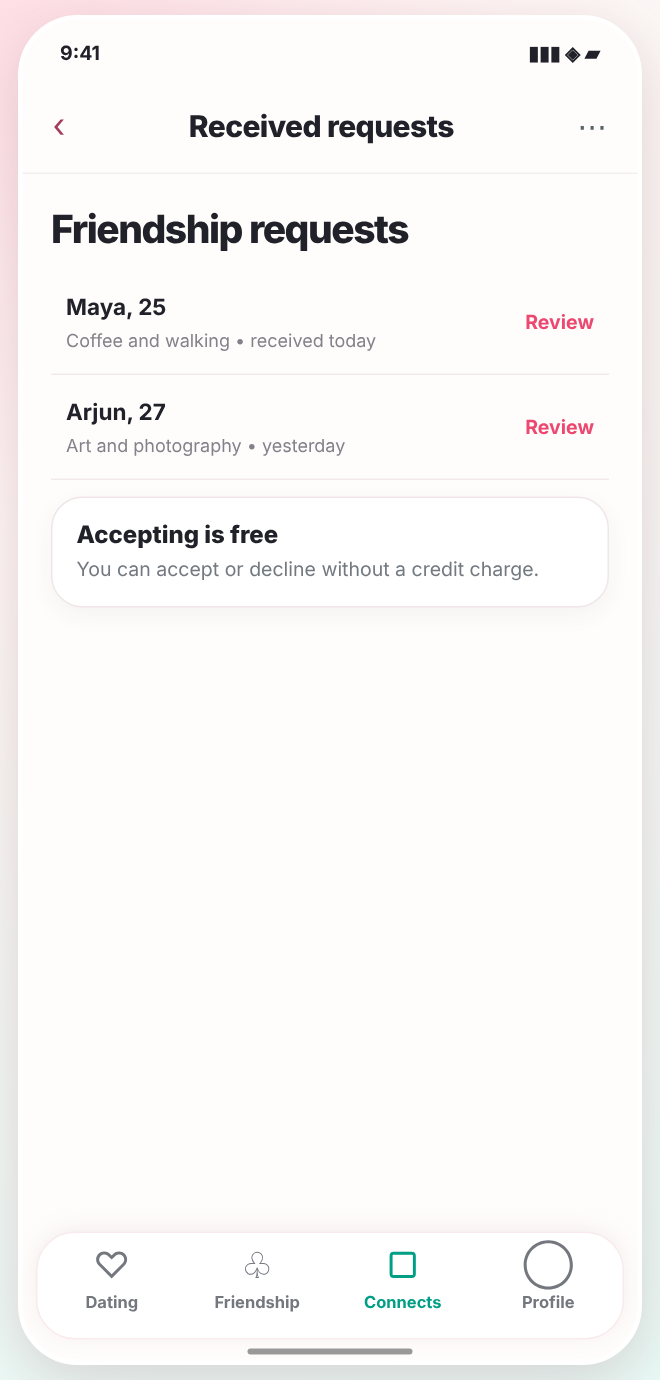 9:41
Received requests
Friendship requests
Maya, 25
Coffee and walking • received today
Review
Arjun, 27
Art and photography • yesterday
Review
Accepting is free
You can accept or decline without a credit charge.
Dating
Friendship
Connects
Profile